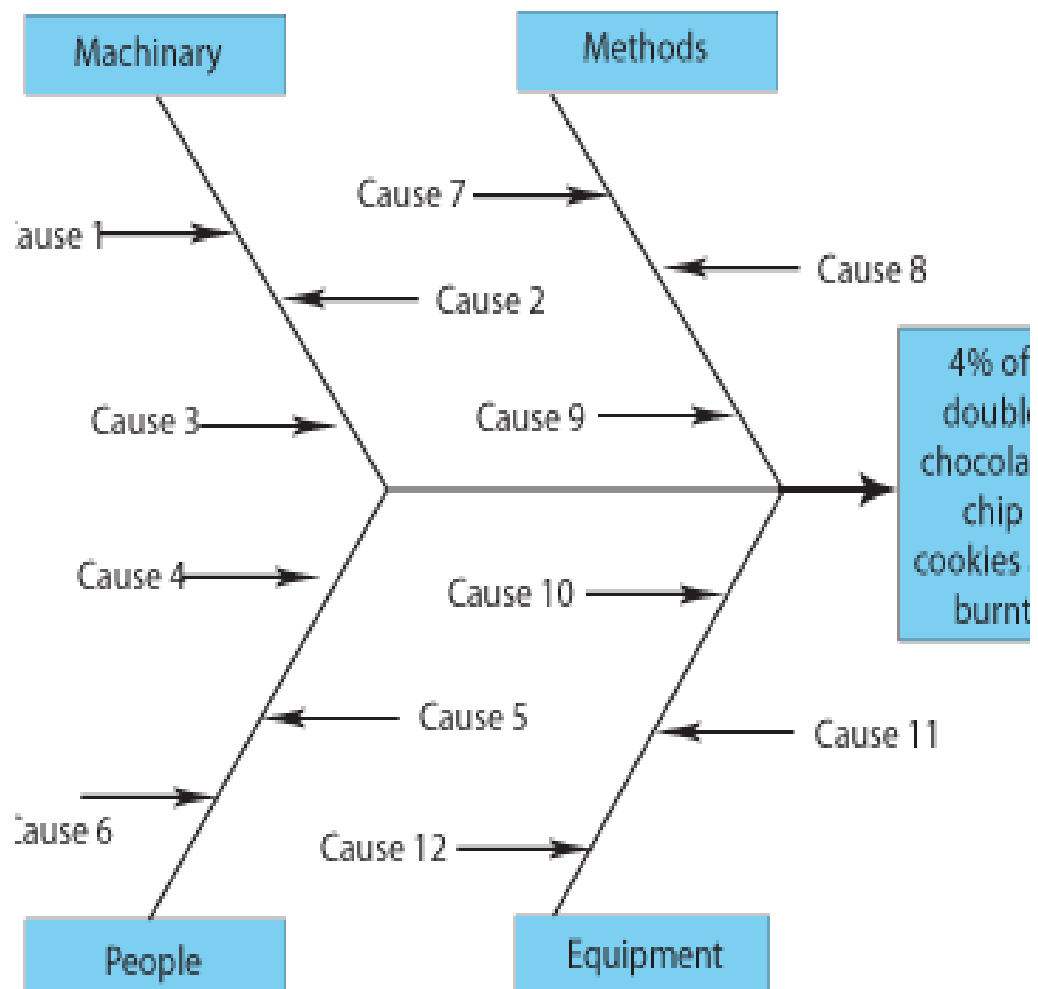 Machinary
Methods
Cause 7
ause 1
Cause 8
Cause 2
4% of
doubl
chocola
chip
cookies
burnt
Cause 3
Cause 9
Cause 4
Cause 10
Cause 5
Cause 11
ause 6
Cause 12
People
Equipment